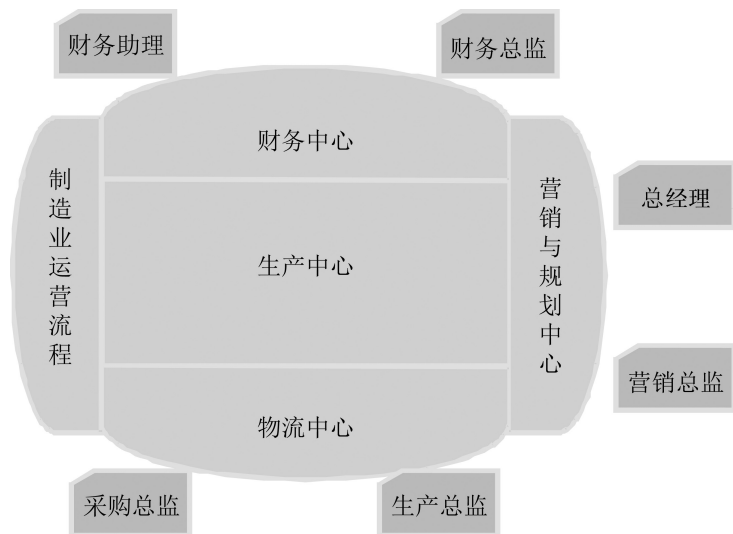 财务助理
财务总监
财务中心
制造业运营流程
营销与规划中心
总经理
生产中心
营销总监
物流中心
采购总监
生产总监